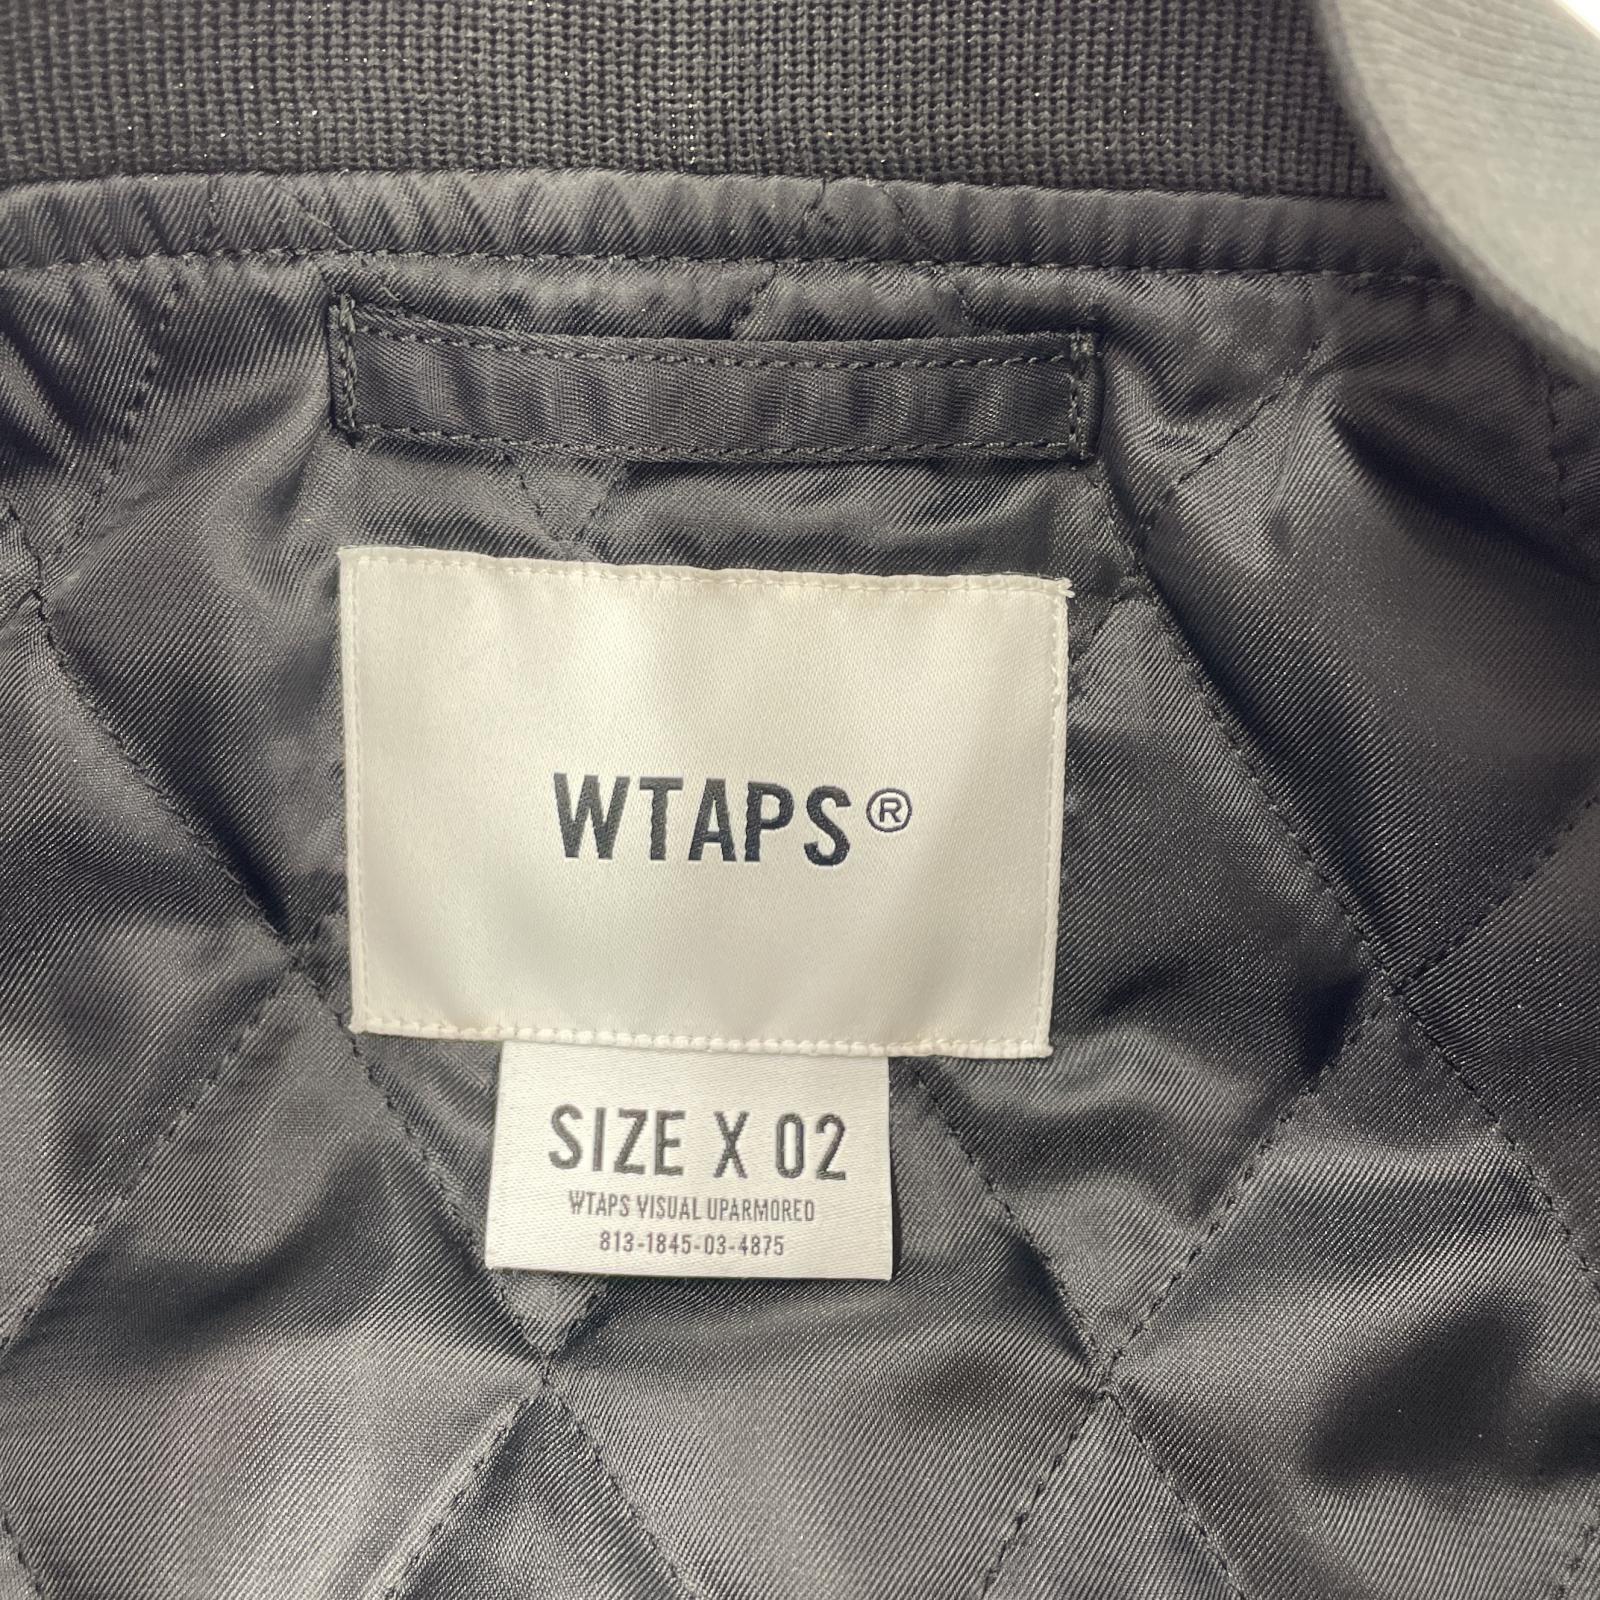 WTAPS®
SIZE X 02
WTAPS VISUAL UPARMORED
813-1845-03-4875